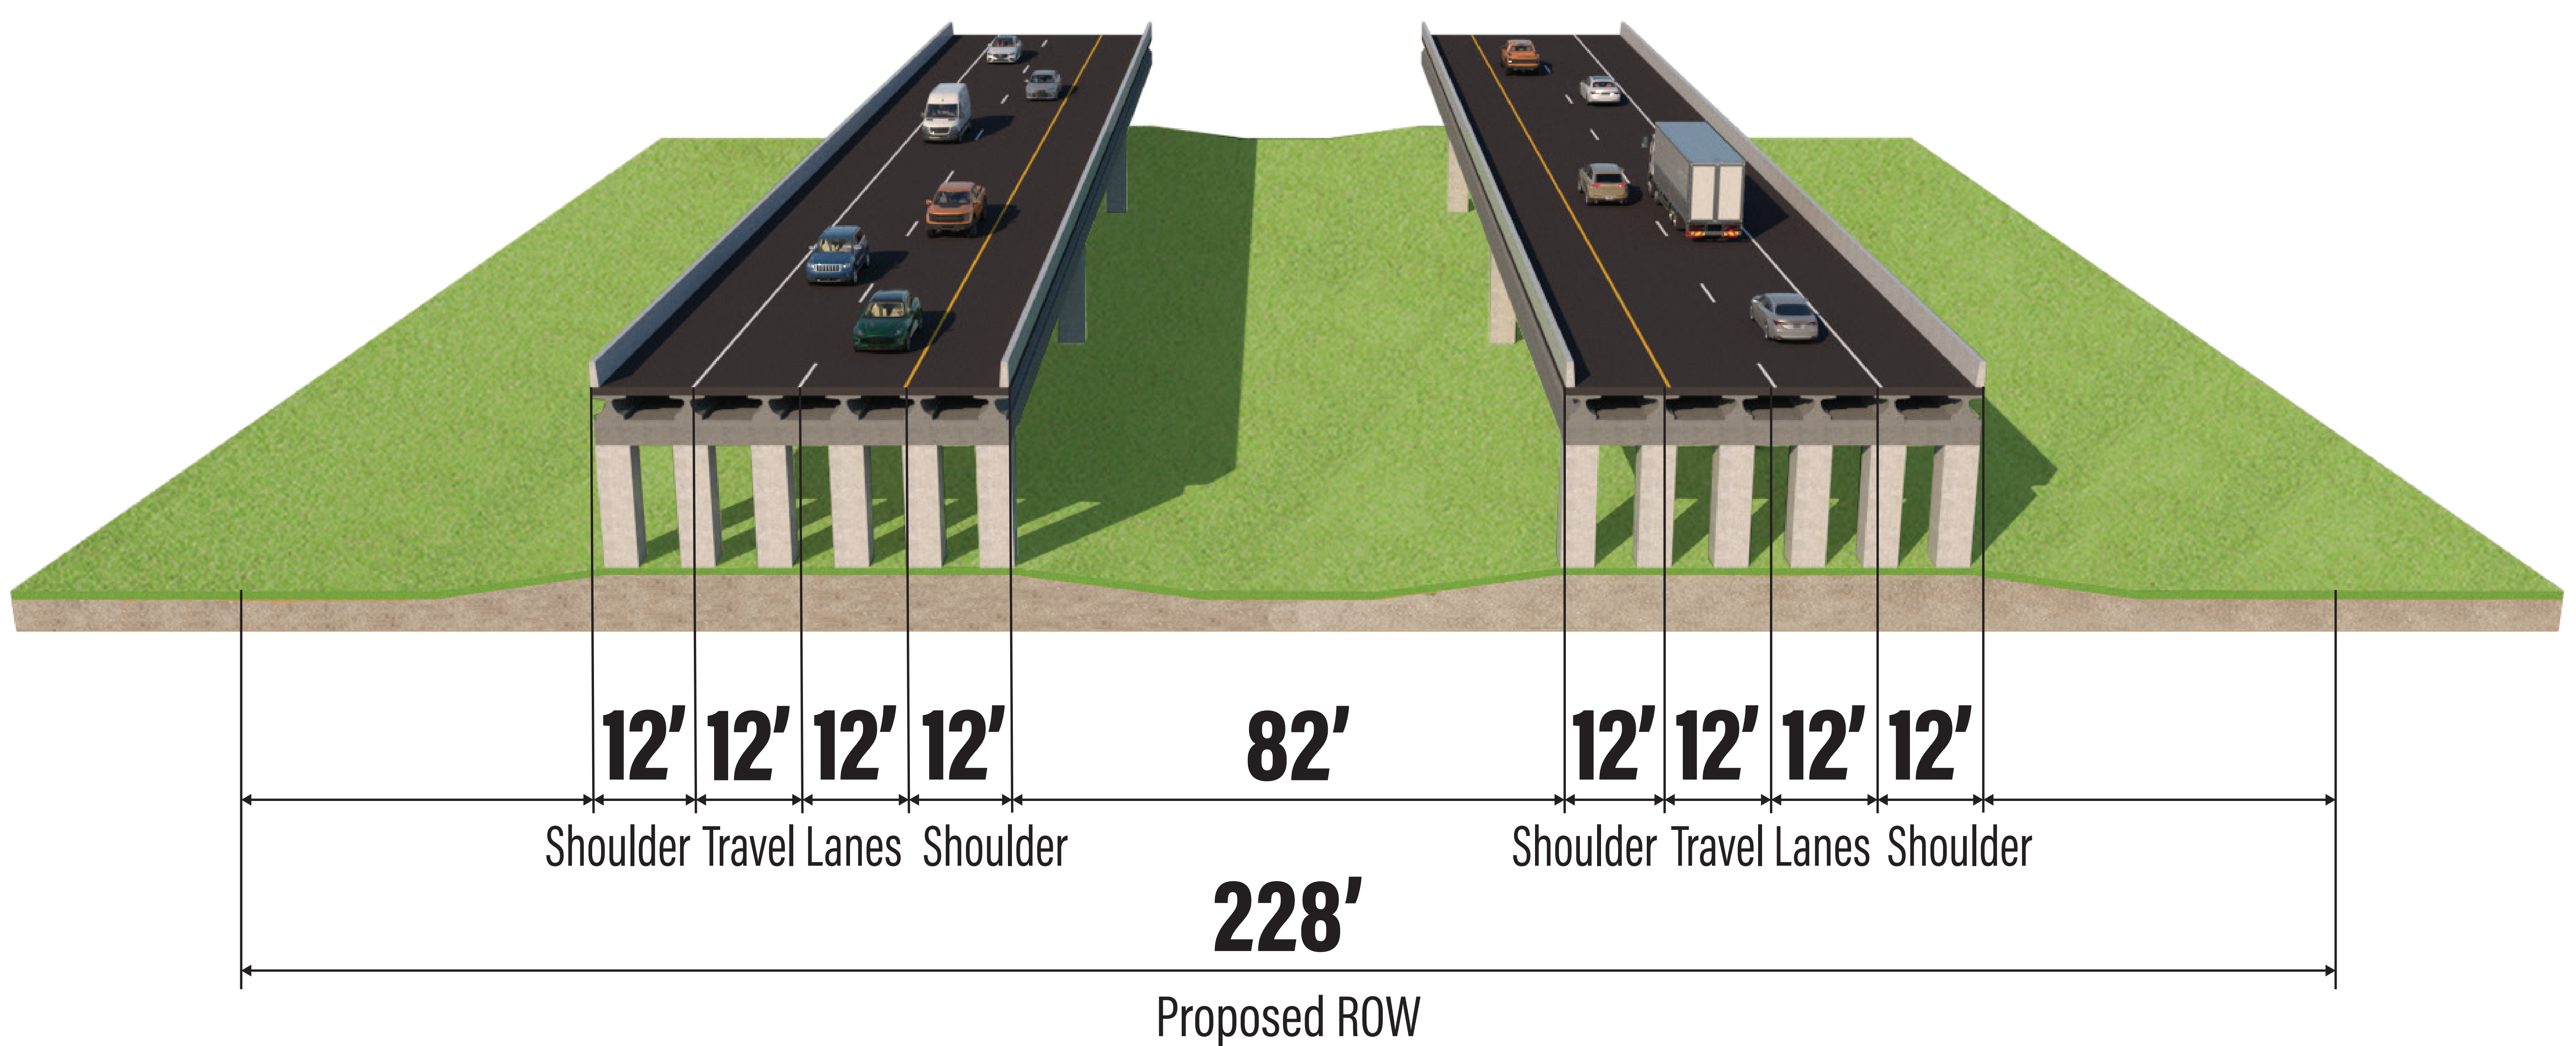 12’ 12’ 12’ 12’ 82’ 12’ 12’ 12’ 12’
Shoulder Travel Lanes Shoulder Shoulder Travel Lanes Shoulder
228’
Proposed ROW